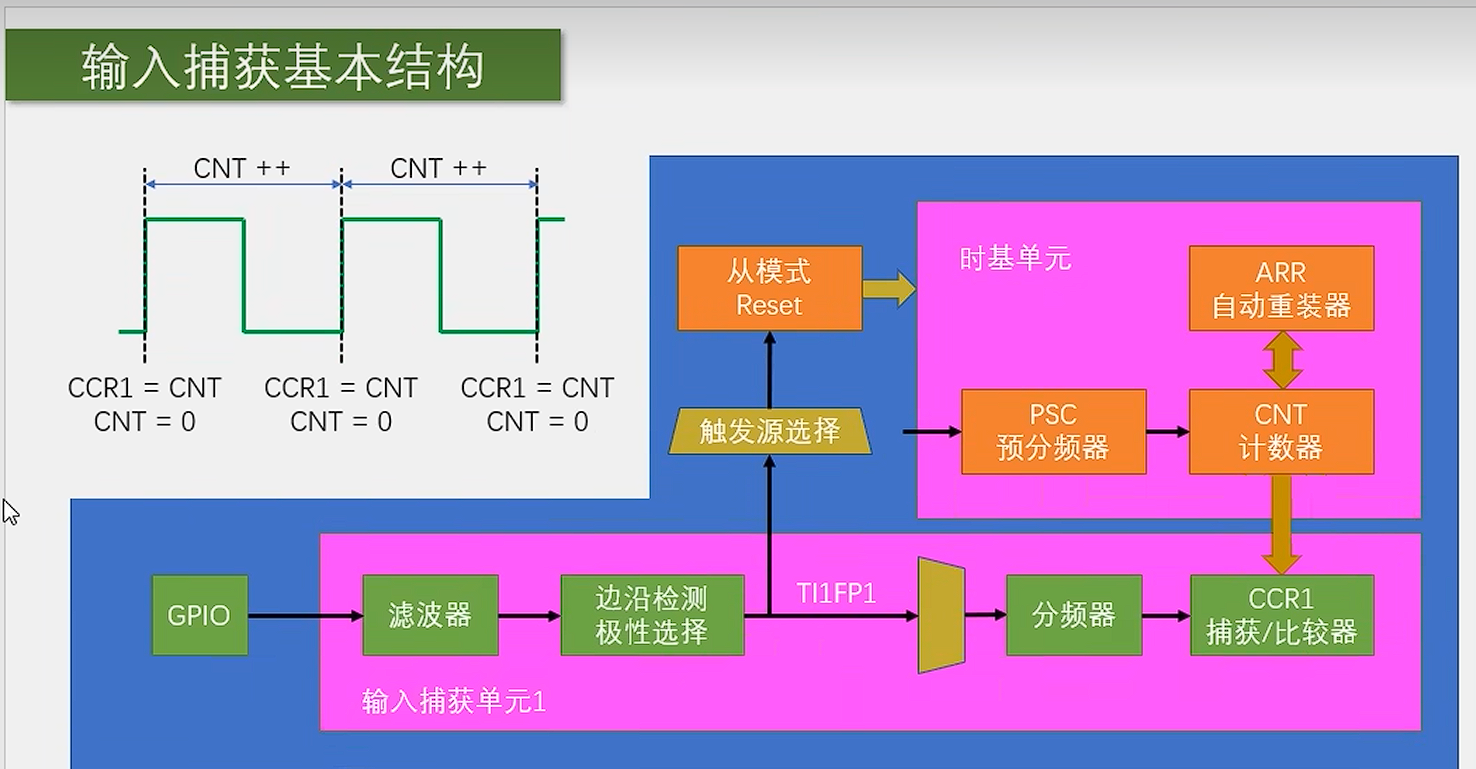 输入捕获基本结构
CNT ++
CNT ++
CCR1 = CNT
CNT = 0
CCR1 = CNT
CNT = 0
CCR1 = CNT
CNT = 0
从模式
Reset
时基单元
ARR
自动重装器
触发源选择
PSC
预分频器
CNT
计数器
GPIO
滤波器
边沿检测
极性选择
TI1FP1
分频器
CCR1
捕获/比较器
输入捕获单元1